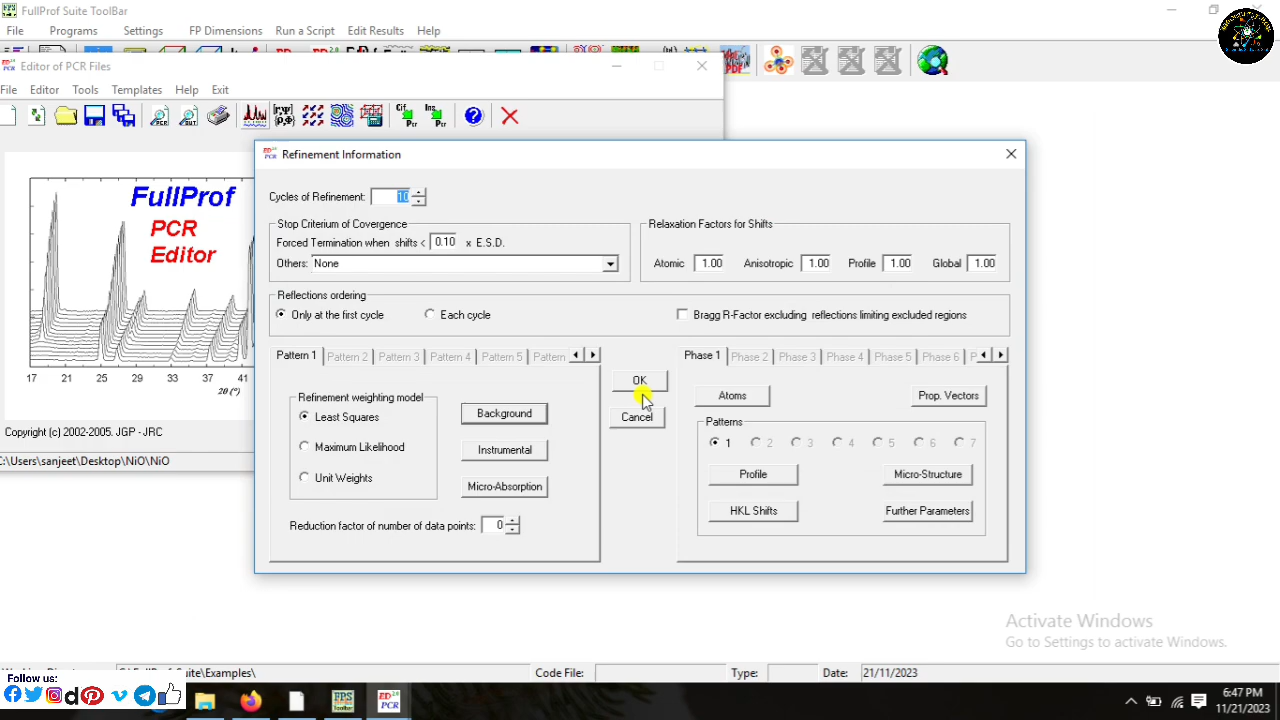 FullProf Suite ToolBar
File Programs Settings FP Dimensions Run a Script Edit Results Help
Editor of PCR Files
File Editor Tools Templates Help Exit
Refinement Information
Cycles of Refinement: 10
Stop Criterium of Covergence
Forced Termination when shifts < 0.10 x E.S.D.
Others: None
Relaxation Factors for Shifts
Atomic 1.00 Anisotropic 1.00 Profile 1.00 Global 1.00
Reflections ordering
Only at the first cycle Each cycle Bragg R-Factor excluding reflections limiting excluded regions
Pattern 1 Pattern 2 Pattern 3 Pattern 4 Pattern 5 Pattern
Phase 1 Phase 2 Phase 3 Phase 4 Phase 5 Phase 6 P
Refinement weighting model
Least Squares
Maximum Likelihood
Unit Weights
Background
Instrumental
Micro-Absorption
Reduction factor of number of data points: 0
OK
Cancel
Atoms Prop. Vectors
Patterns
1 2 3 4 5 6 7
Profile Micro-Structure
HKL Shifts Further Parameters
FullProf
PCR
Editor
17 21 25 29 33 37 41 45
2θ (°)
Copyright (c) 2002-2005. JGP - JRC
C:\Users\sanjeet\Desktop\NiO\NiO
Activate Windows
Go to Settings to activate Windows.
C:\FullProf_Suite\Examples\ Code File: Type: Date: 21/11/2023
Follow us:
6:47 PM
11/21/2023